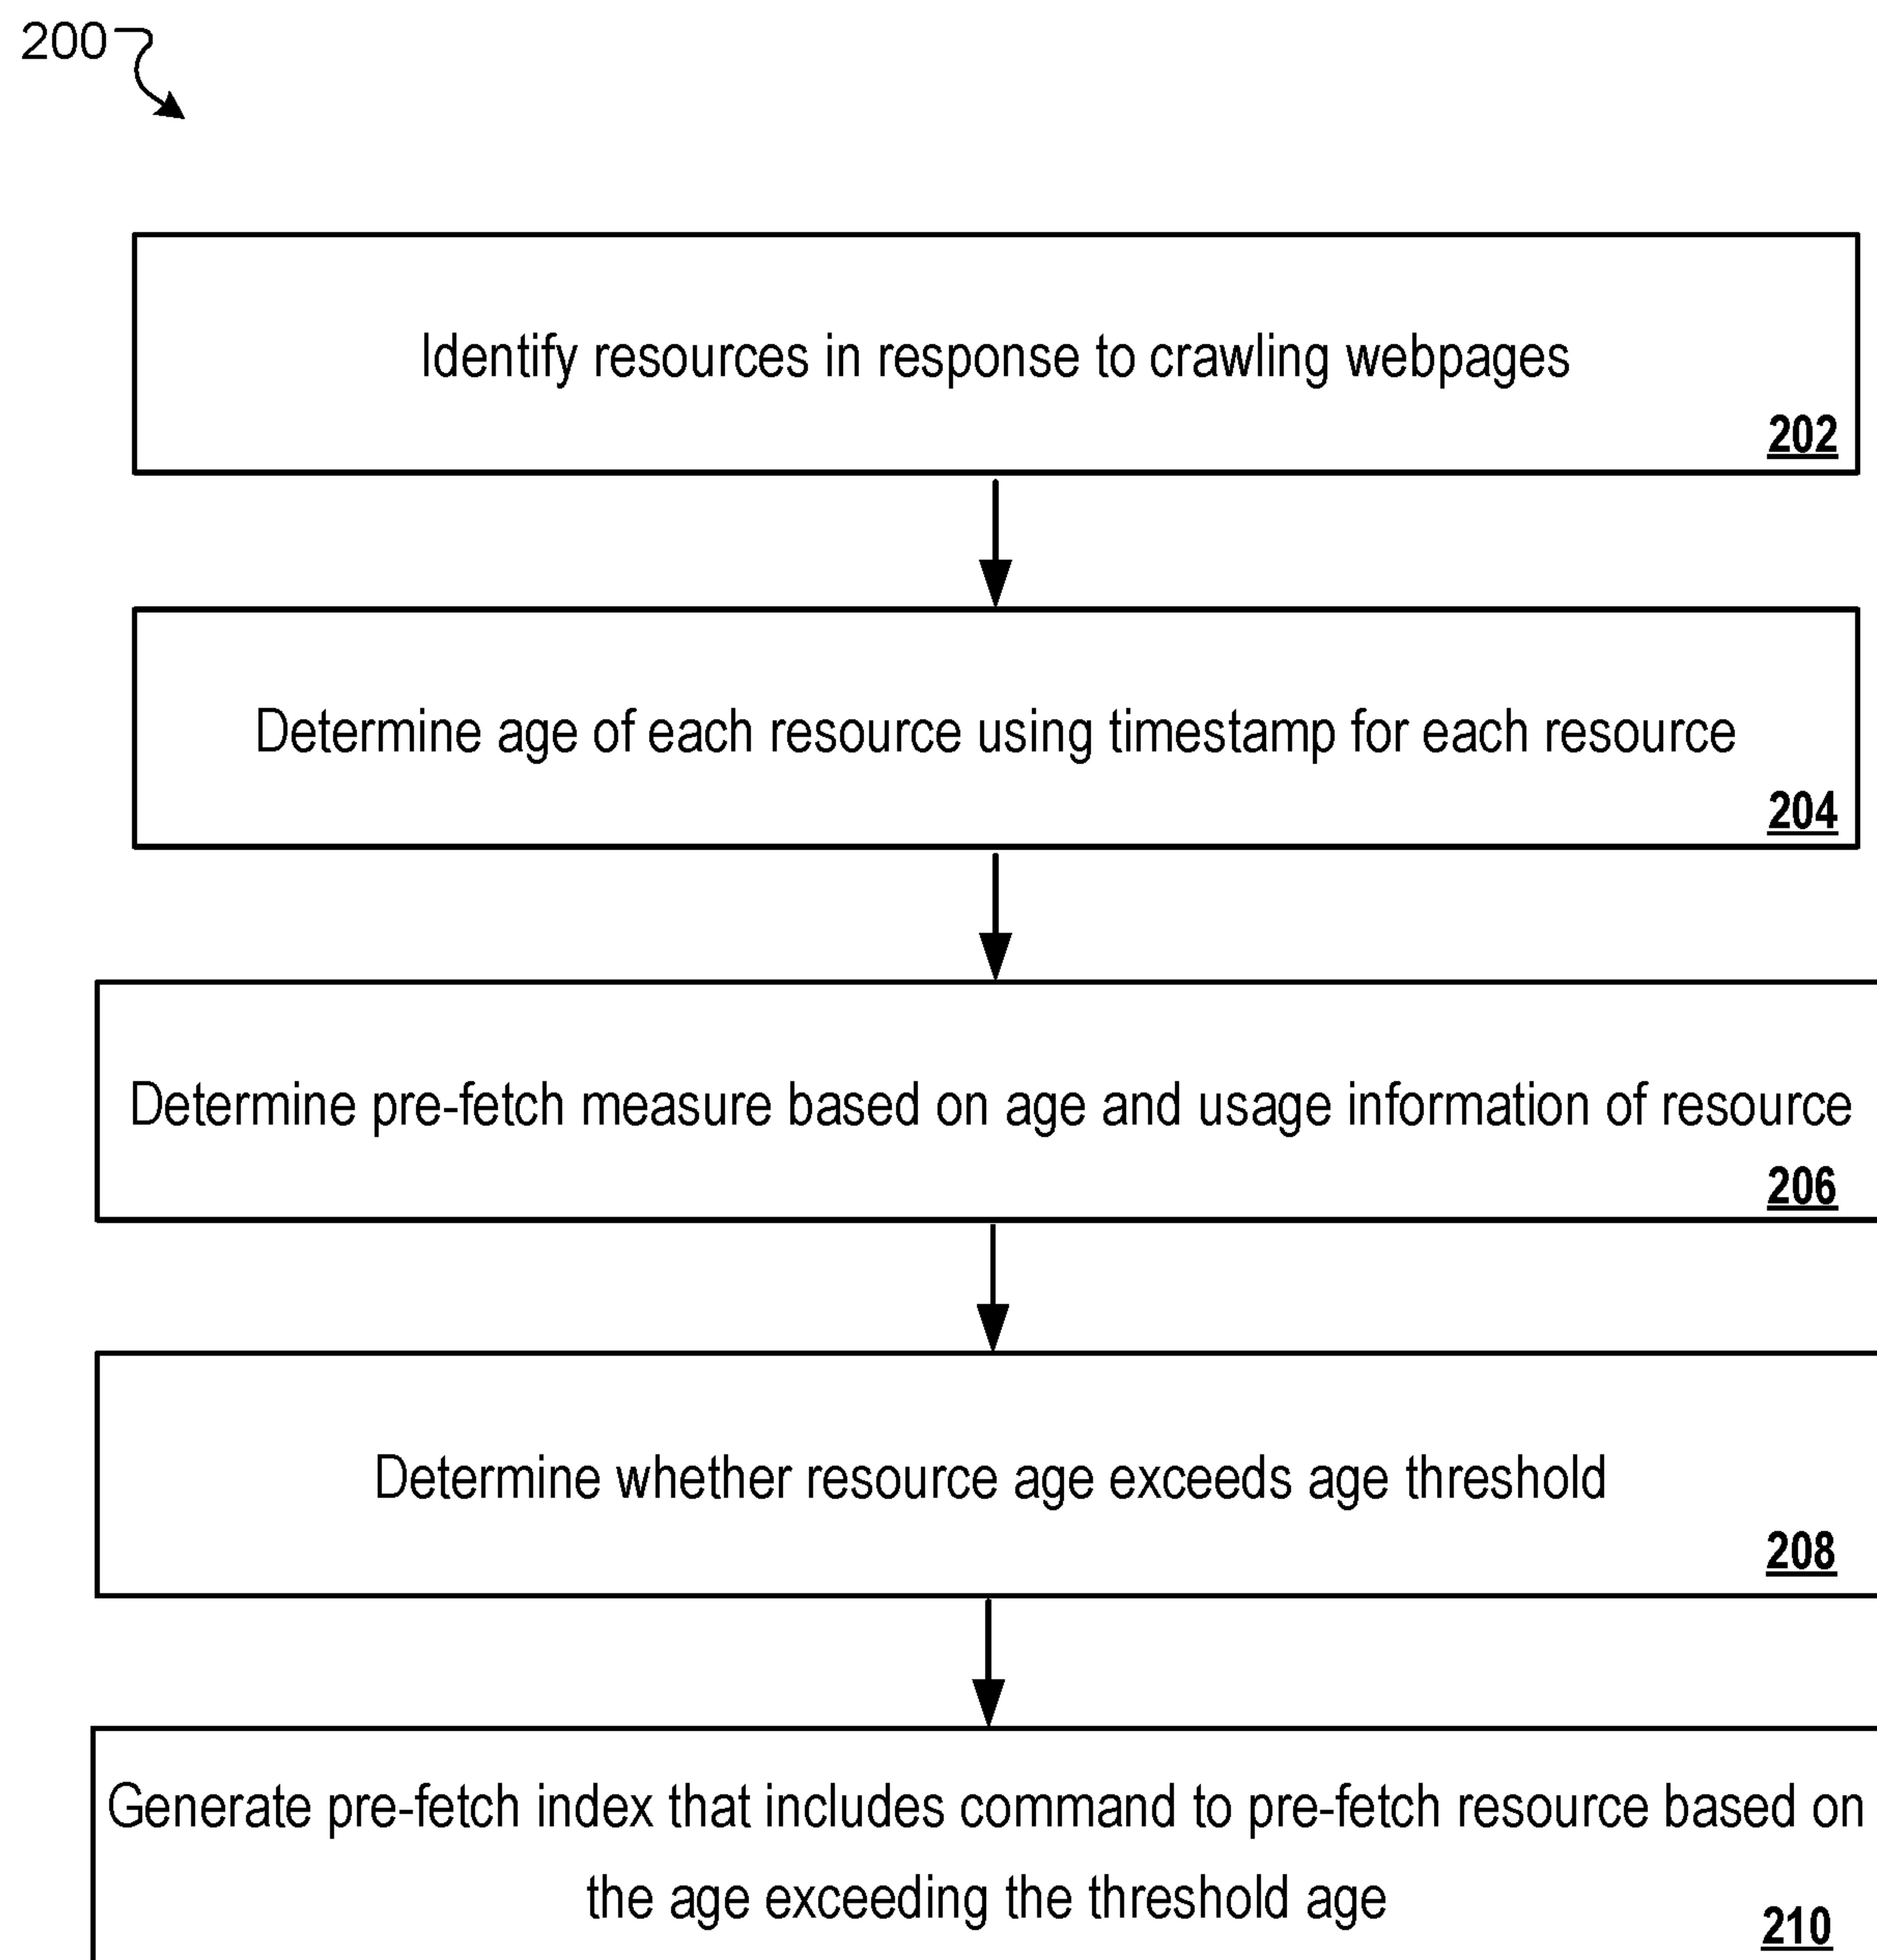 200
Identify resources in response to crawling webpages
202
Determine age of each resource using timestamp for each resource
204
Determine pre-fetch measure based on age and usage information of resource
206
Determine whether resource age exceeds age threshold
208
Generate pre-fetch index that includes command to pre-fetch resource based on
the age exceeding the threshold age
210